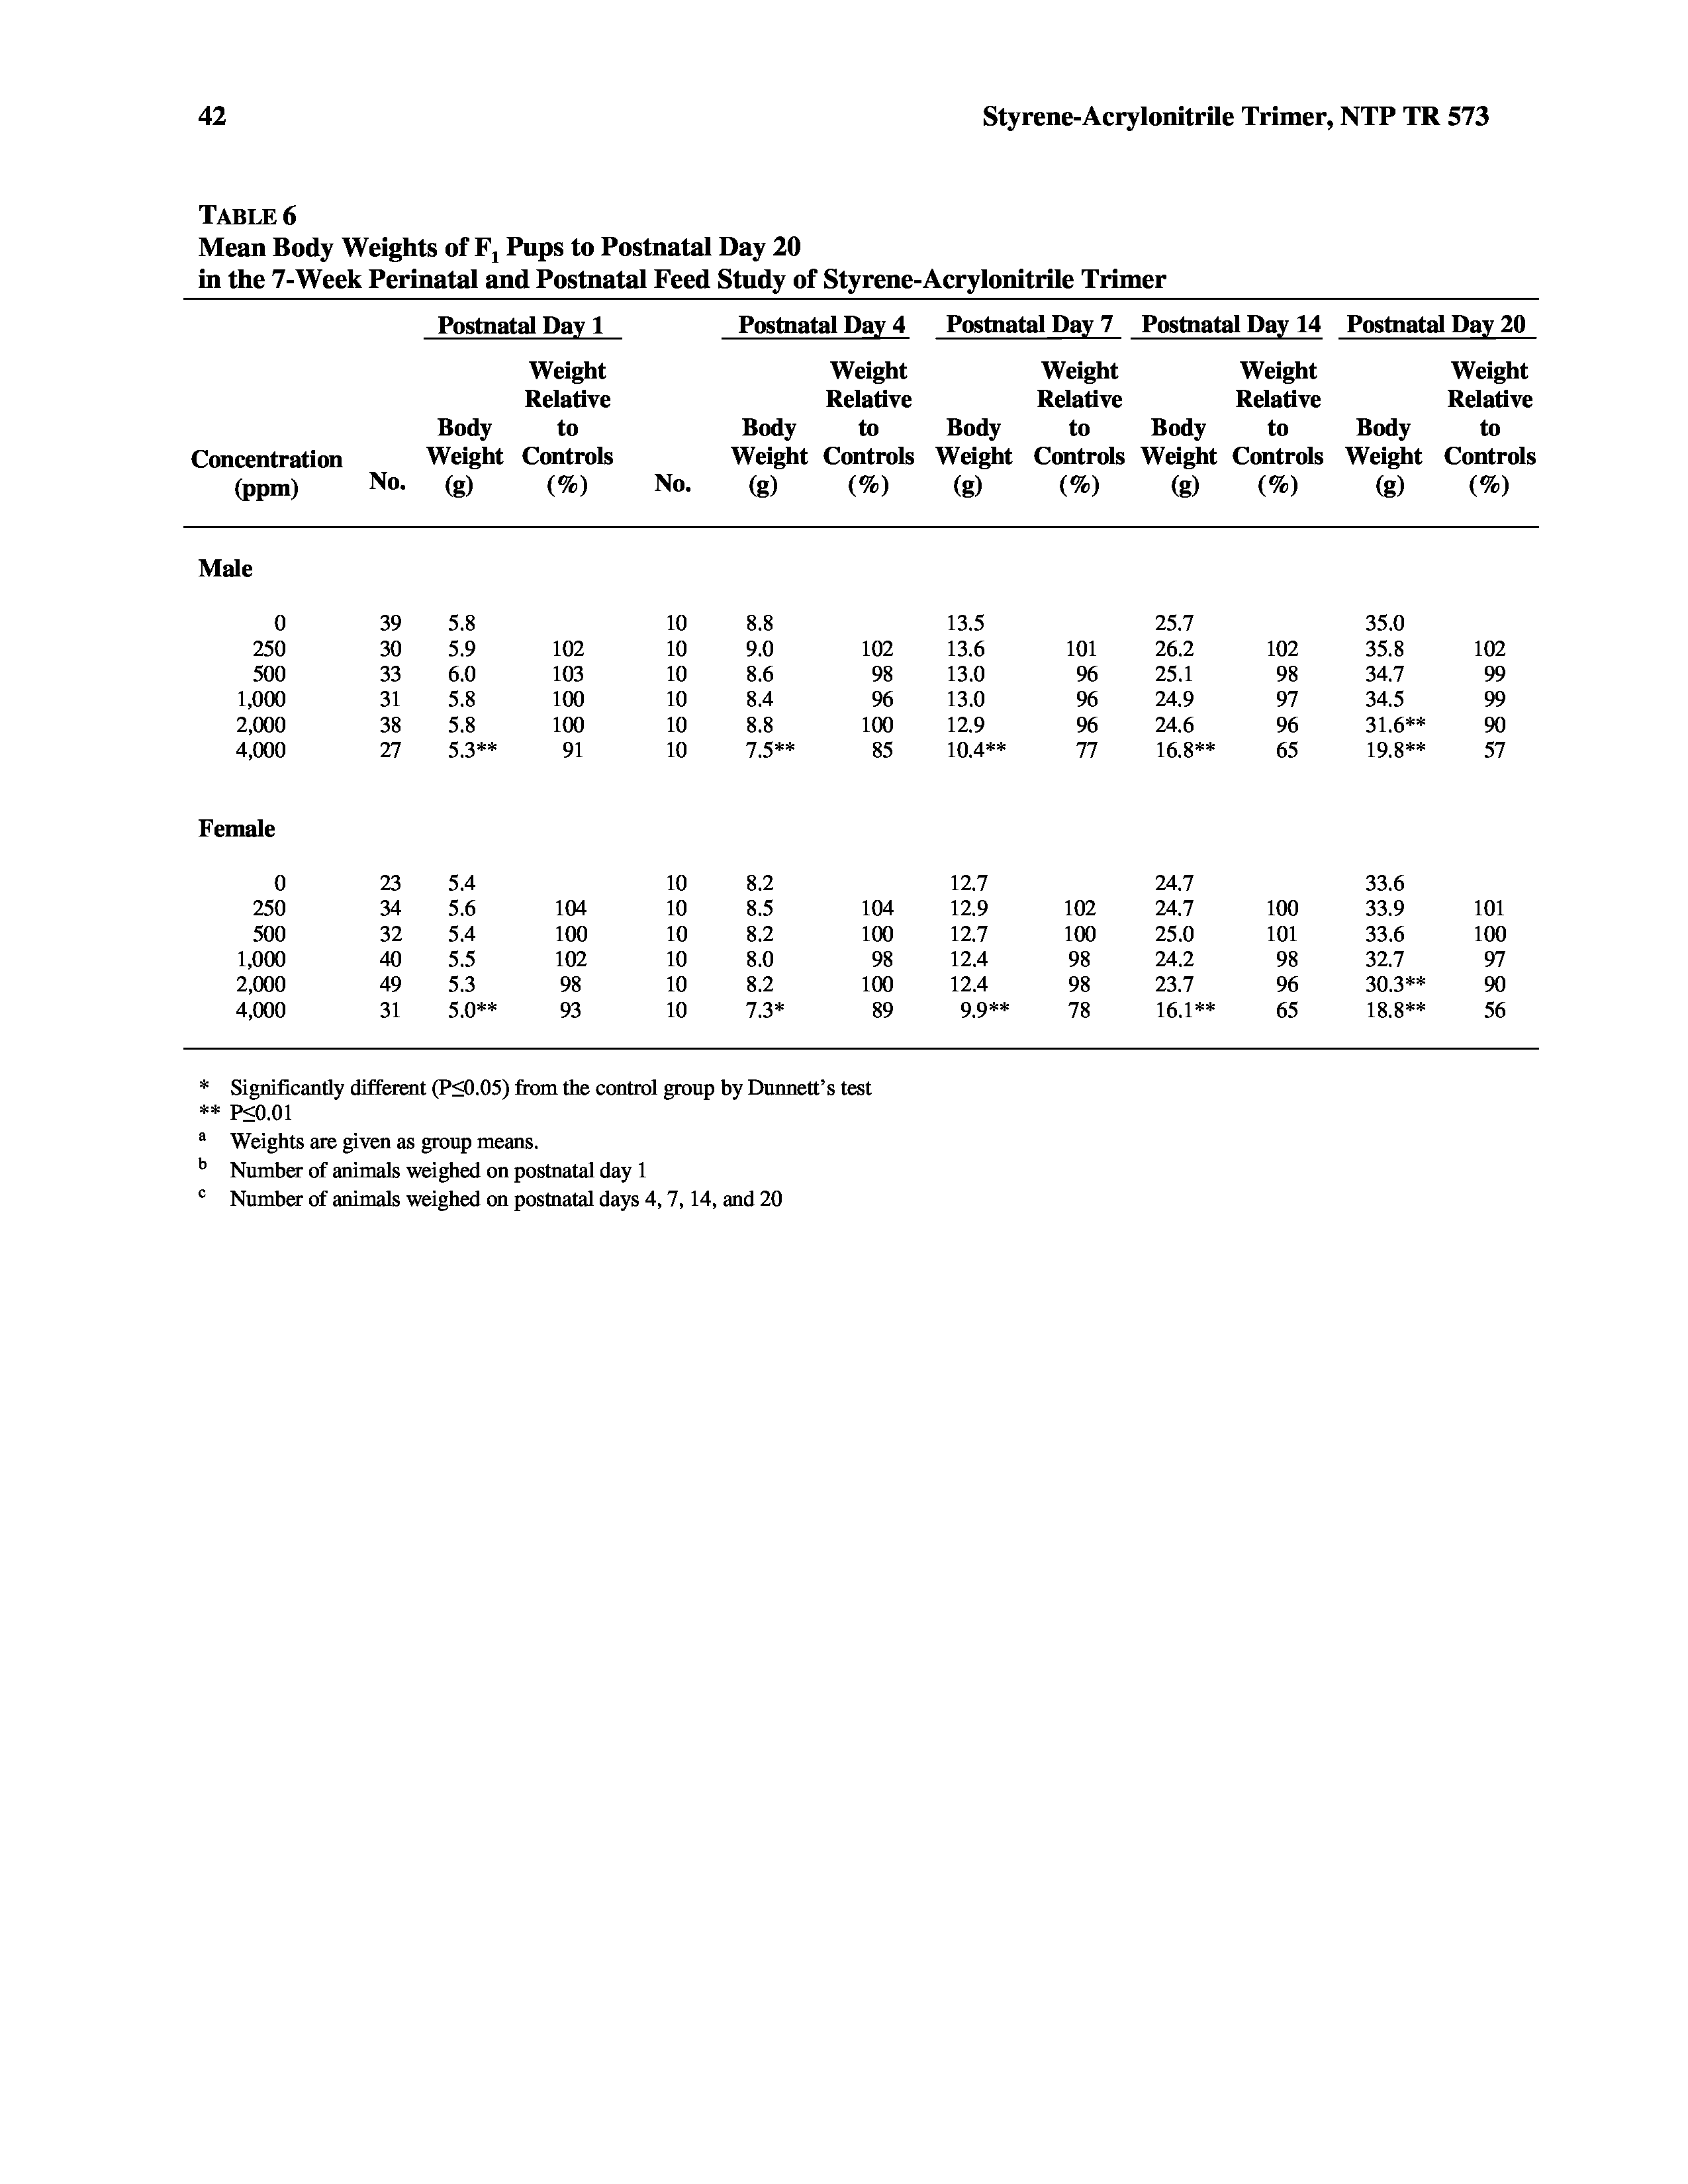 42 Styrene-Acrylonitrile Trimer, NTP TR 573
TABLE 6
Mean Body Weights of F1 Pups to Postnatal Day 20
in the 7-Week Perinatal and Postnatal Feed Study of Styrene-Acrylonitrile Trimer
Postnatal Day 1 Postnatal Day 4 Postnatal Day 7 Postnatal Day 14 Postnatal Day 20
Weight Weight Weight Weight Weight
Relative Relative Relative Relative Relative
Body to Body to Body to Body to Body to
Concentration Weight Controls Weight Controls Weight Controls Weight Controls Weight Controls
(ppm) No. (g) (%) No. (g) (%) (g) (%) (g) (%) (g) (%)
Male
0 39 5.8 10 8.8 13.5 25.7 35.0
250 30 5.9 102 10 9.0 102 13.6 101 26.2 102 35.8 102
500 33 6.0 103 10 8.6 98 13.0 96 25.1 98 34.7 99
1,000 31 5.8 100 10 8.4 96 13.0 96 24.9 97 34.5 99
2,000 38 5.8 100 10 8.8 100 12.9 96 24.6 96 31.6** 90
4,000 27 5.3** 91 10 7.5** 85 10.4** 77 16.8** 65 19.8** 57
Female
0 23 5.4 10 8.2 12.7 24.7 33.6
250 34 5.6 104 10 8.5 104 12.9 102 24.7 100 33.9 101
500 32 5.4 100 10 8.2 100 12.7 100 25.0 101 33.6 100
1,000 40 5.5 102 10 8.0 98 12.4 98 24.2 98 32.7 97
2,000 49 5.3 98 10 8.2 100 12.4 98 23.7 96 30.3** 90
4,000 31 5.0** 93 10 7.3* 89 9.9** 78 16.1** 65 18.8** 56
* Significantly different (P≤0.05) from the control group by Dunnett’s test
** P≤0.01
a Weights are given as group means.
b Number of animals weighed on postnatal day 1
c Number of animals weighed on postnatal days 4, 7, 14, and 20